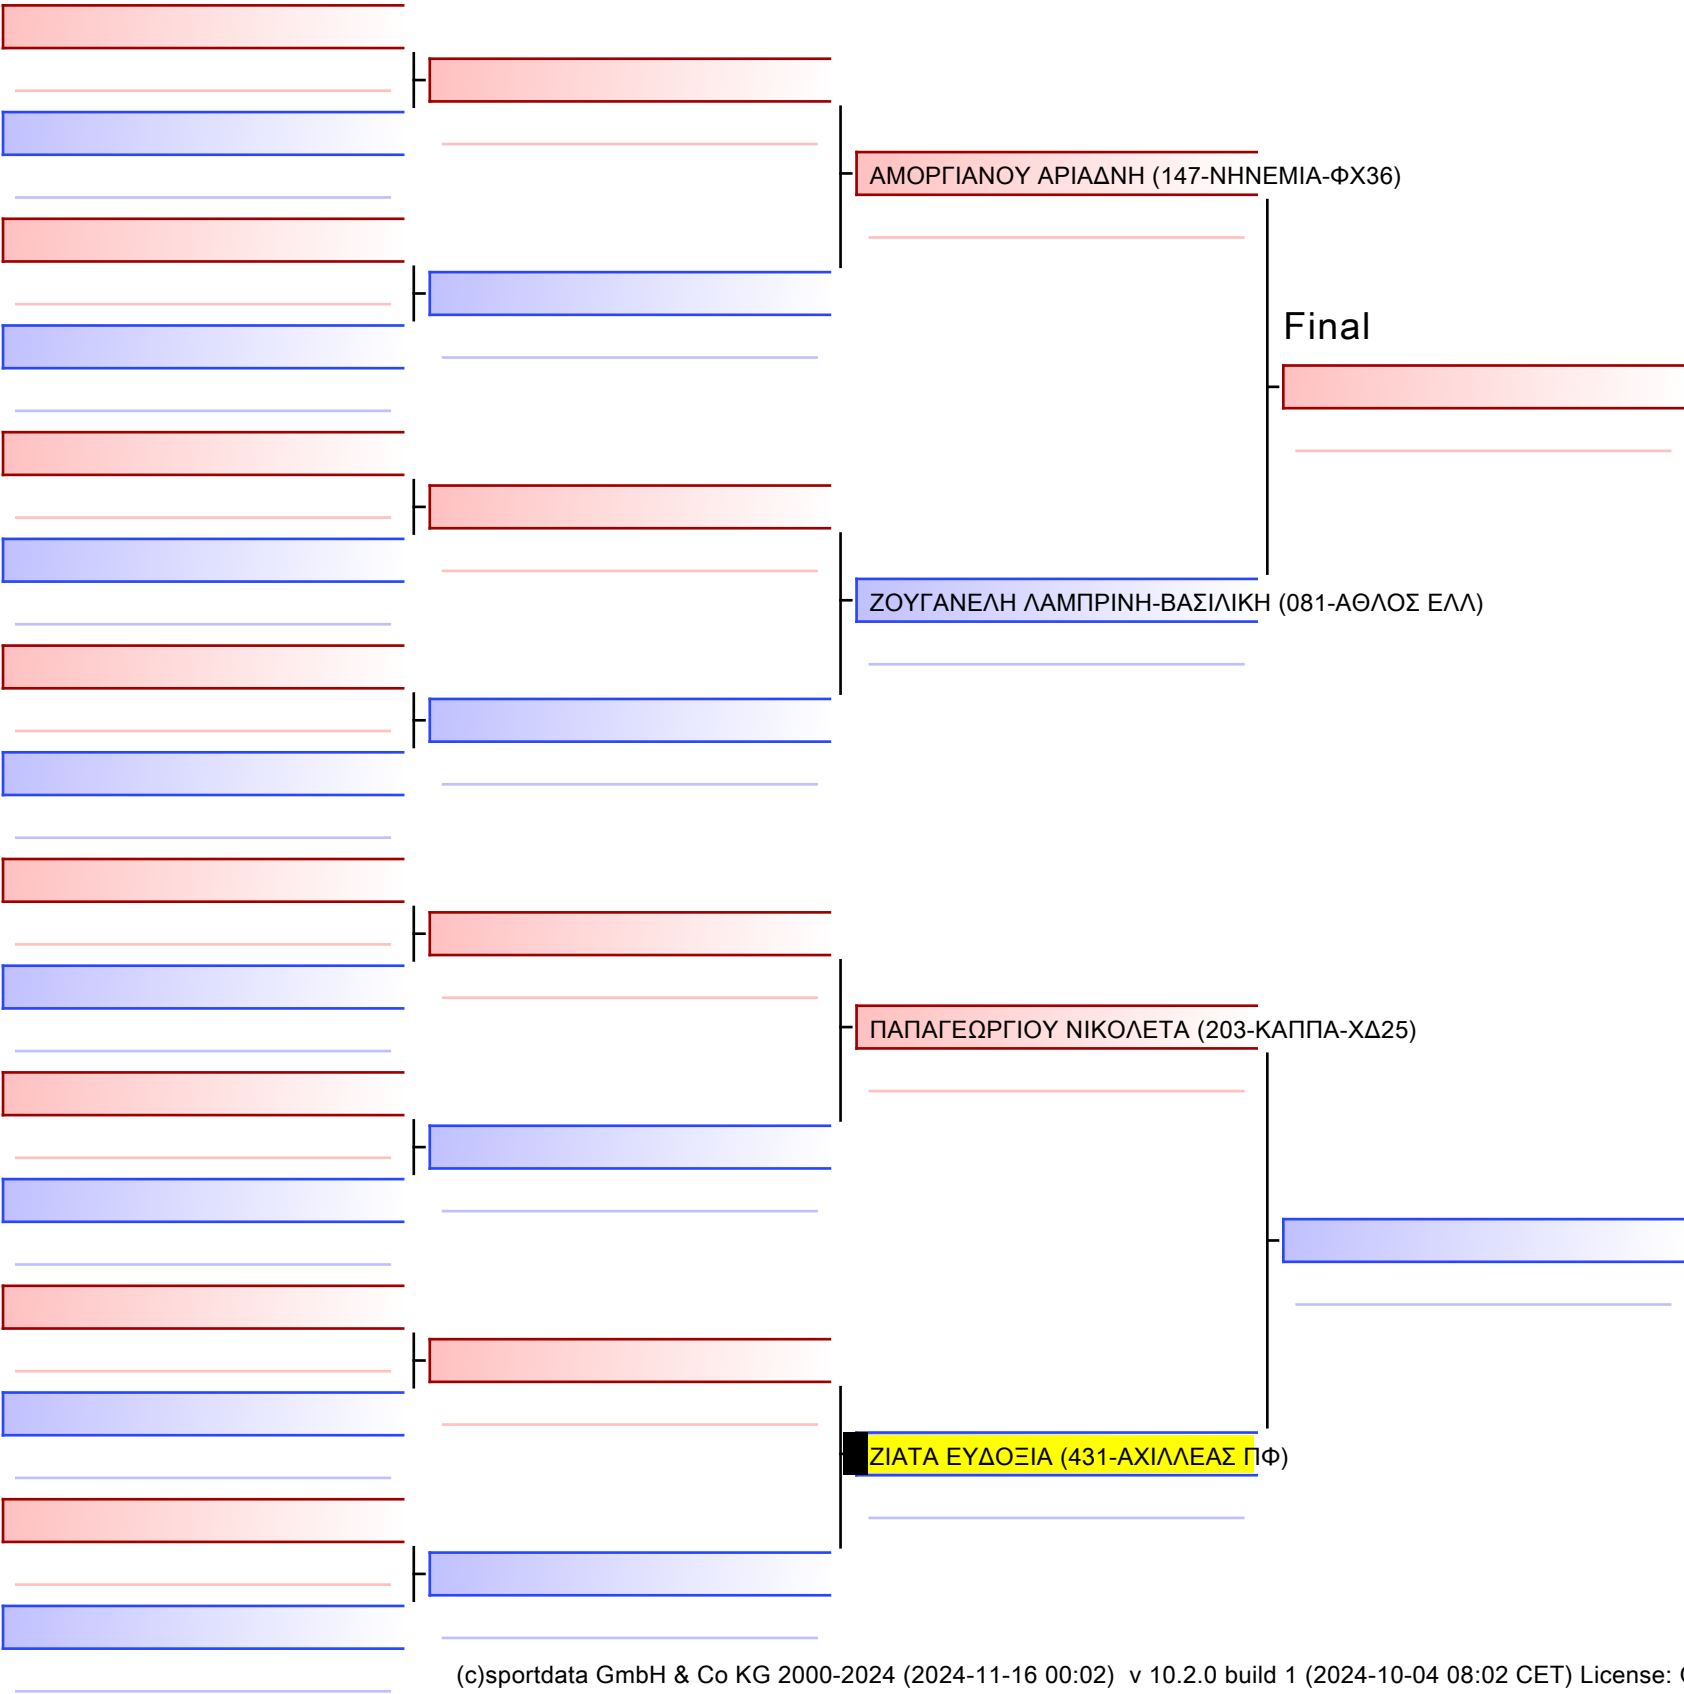 ΑΜΟΡΓΙΑΝΟΥ ΑΡΙΑΔΝΗ (147-ΝΗΝΕΜΙΑ-ΦΧ36)
Final
ΖΟΥΓΑΝΕΛΗ ΛΑΜΠΡΙΝΗ-ΒΑΣΙΛΙΚΗ (081-ΑΘΛΟΣ ΕΛΛ)
ΠΑΠΑΓΕΩΡΓΙΟΥ ΝΙΚΟΛΕΤΑ (203-ΚΑΠΠΑ-ΧΔ25)
ΖΙΑΤΑ ΕΥΔΟΞΙΑ (431-ΑΧΙΛΛΕΑΣ ΠΦ)
(c)sportdata GmbH & Co KG 2000-2024 (2024-11-16 00:02) v 10.2.0 build 1 (2024-10-04 08:02 CET) License: